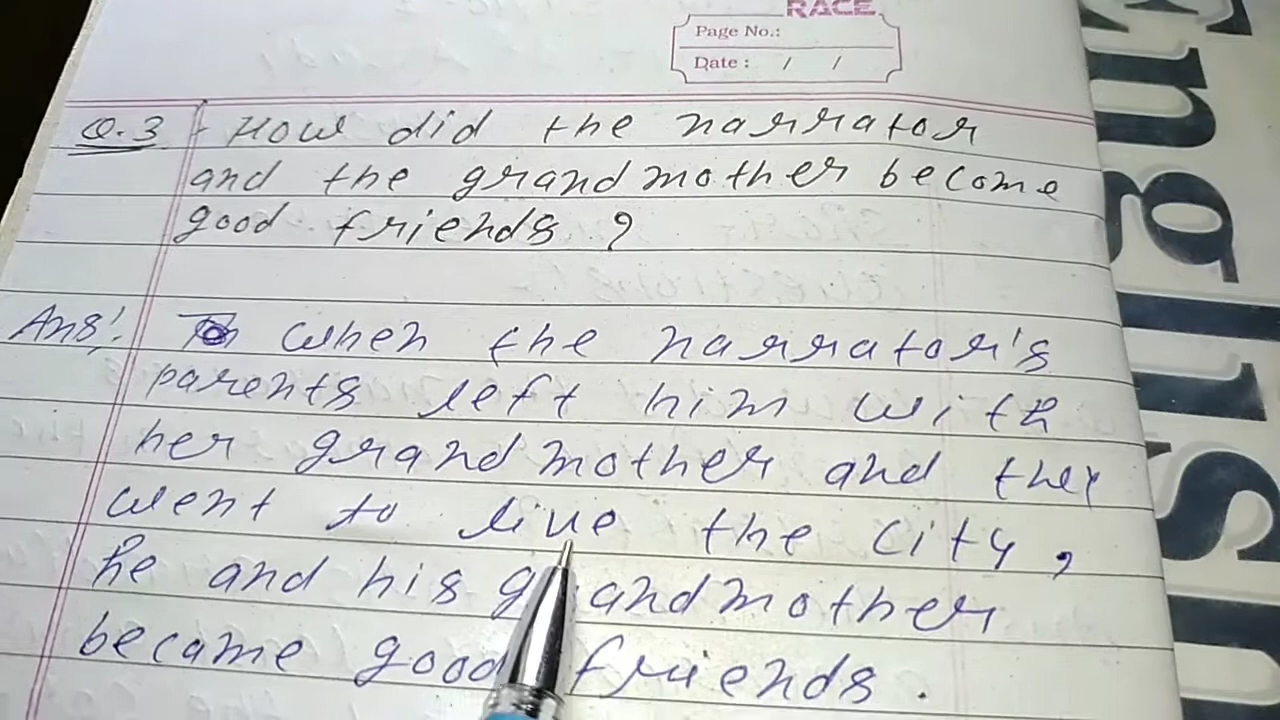 RACE
Page No.:
Date : / /
Q.3 - How did the narrator
and the grandmother become
good friends ?
Ans:- When the narrator's
parents left him with
her grandmother and they
went to live the city,
he and his grandmother
became good friends.
English